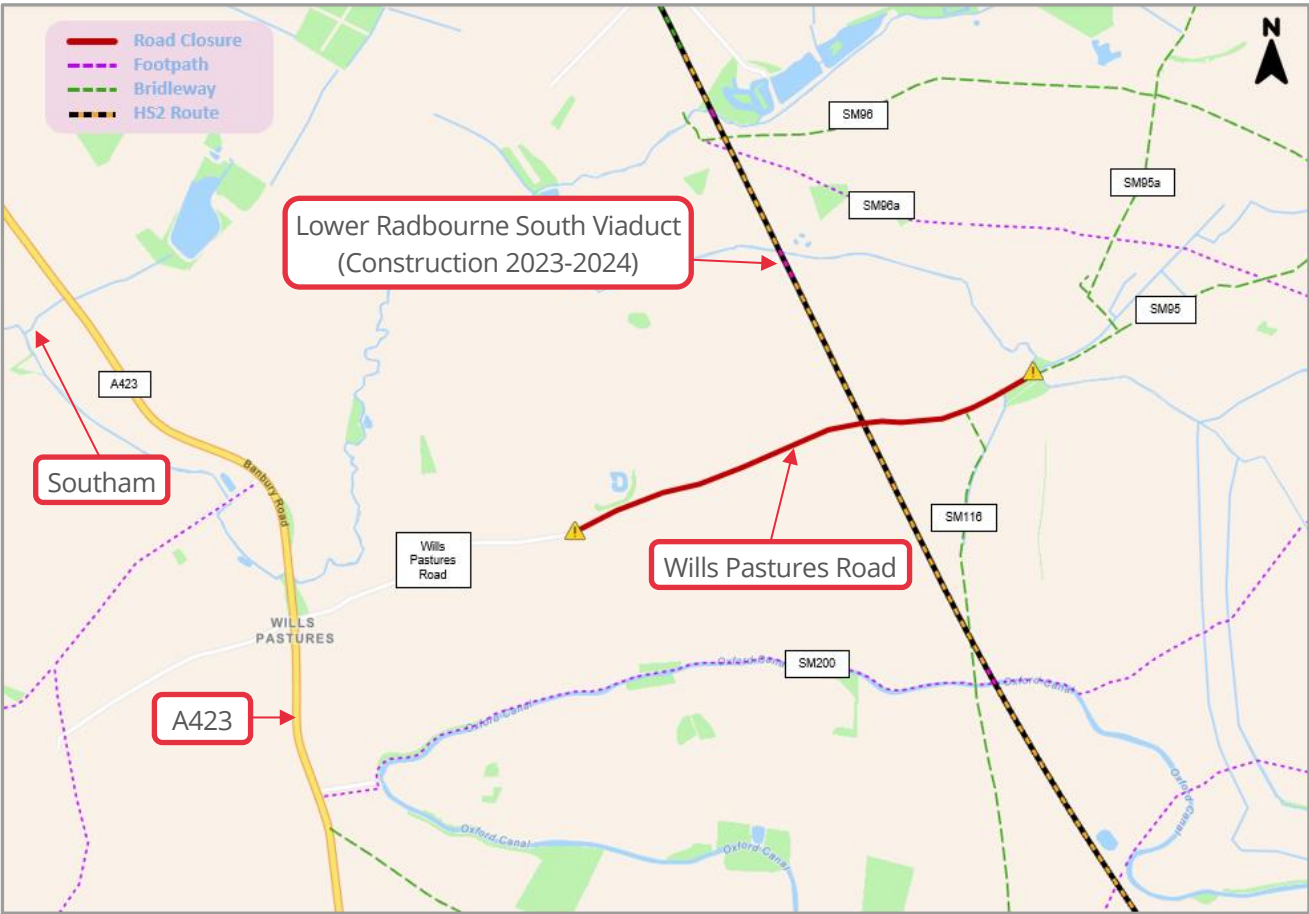 Road Closure
Footpath
Bridleway
HS2 Route
N
SM96
SM95a
SM96a
Lower Radbourne South Viaduct
(Construction 2023-2024)
SM95
A423
Southam
Banbury Road
Wills
Pastures
Road
SM116
Wills Pastures Road
WILLS
PASTURES
Oxford Canal
SM200
Oxford Canal
A423
Oxford Canal
Oxford Canal
Oxford Canal
Oxford Canal